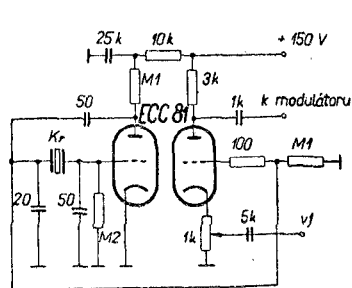 25k
10k
+ 150 V
M1
3k
50
ECC 81
1k
k modulátoru
Kr
100
M1
20
50
M2
1k
5k
vf